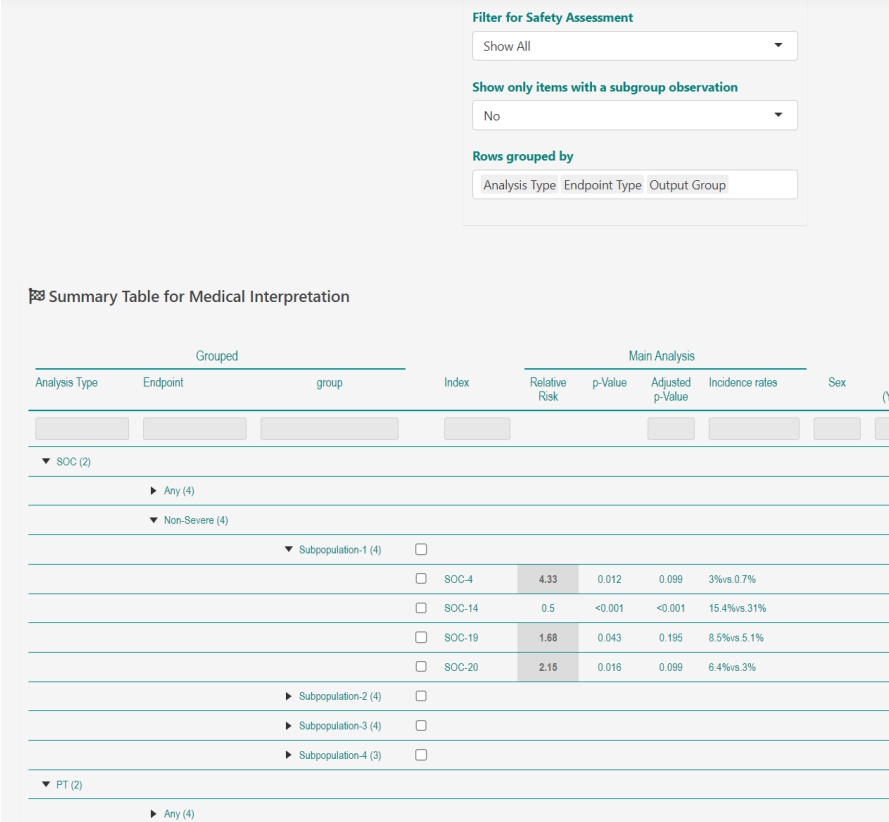 Filter for Safety Assessment
Show All
Show only items with a subgroup observation
No
Rows grouped by
Analysis Type Endpoint Type Output Group
Summary Table for Medical Interpretation
Grouped Main Analysis
Analysis Type Endpoint group Index Relative Risk p-Value Adjusted p-Value Incidence rates Sex
SOC (2)
Any (4)
Non-Severe (4)
Subpopulation-1 (4)
SOC-4 4.33 0.012 0.099 3%vs.0.7%
SOC-14 0.5 <0.001 <0.001 15.4%vs.31%
SOC-19 1.68 0.043 0.195 8.5%vs.5.1%
SOC-20 2.15 0.016 0.099 6.4%vs.3%
Subpopulation-2 (4)
Subpopulation-3 (4)
Subpopulation-4 (3)
PT (2)
Any (4)